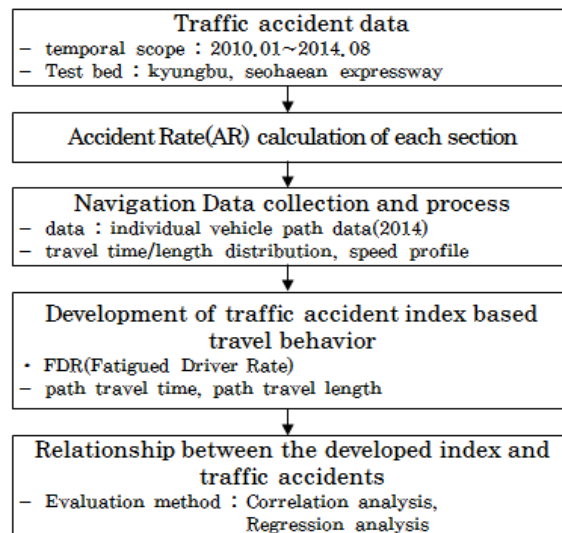 Traffic accident data
- temporal scope : 2010.01~2014.08
- Test bed : kyungbu, seohaean expressway
Accident Rate(AR) calculation of each section
Navigation Data collection and process
- data : individual vehicle path data(2014)
- travel time/length distribution, speed profile
Development of traffic accident index based
travel behavior
· FDR(Fatigued Driver Rate)
- path travel time, path travel length
Relationship between the developed index and
traffic accidents
- Evaluation method : Correlation analysis,
Regression analysis